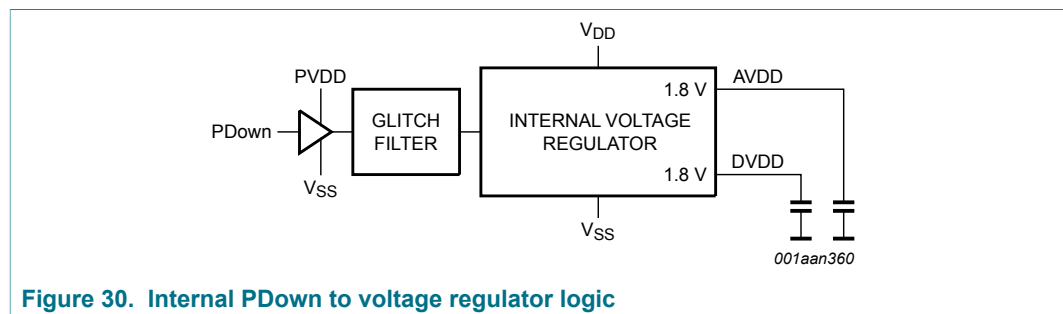 VDD
PVDD
PDown
VSS
GLITCH
FILTER
INTERNAL VOLTAGE
REGULATOR
1.8 V
AVDD
1.8 V
DVDD
VSS
001aan360
Figure 30. Internal PDown to voltage regulator logic